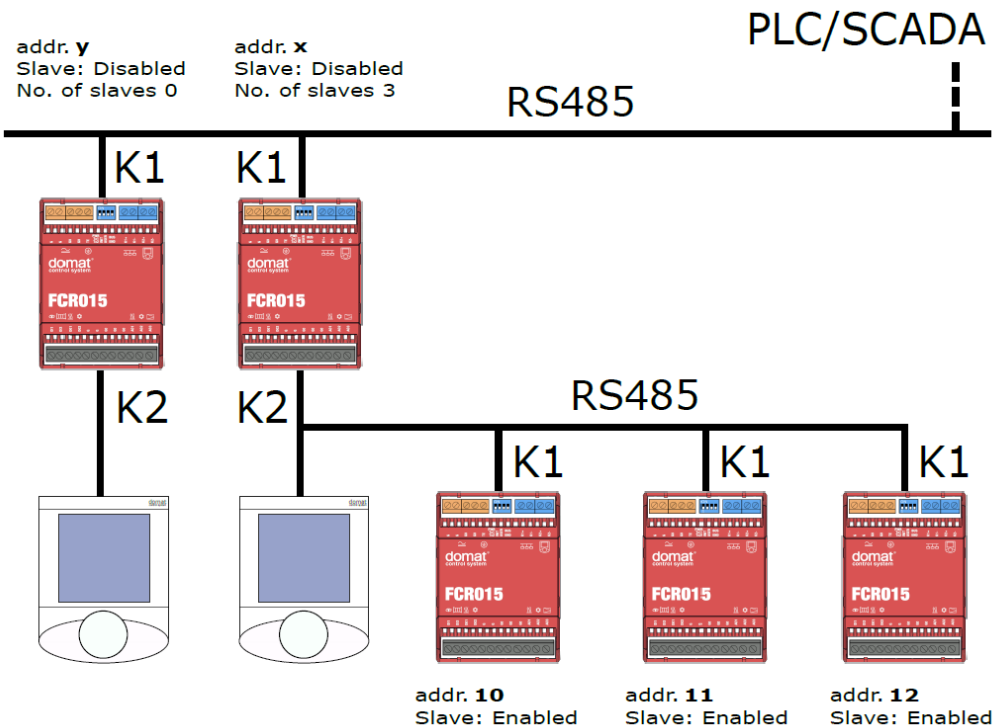 PLC/SCADA
addr. y
Slave: Disabled
No. of slaves 0
addr. x
Slave: Disabled
No. of slaves 3
RS485
K1
K1
domat
control system
FCR015
domat
control system
FCR015
K2
K2
RS485
K1
K1
K1
domat
control system
FCR015
domat
control system
FCR015
domat
control system
FCR015
addr. 10
Slave: Enabled
addr. 11
Slave: Enabled
addr. 12
Slave: Enabled